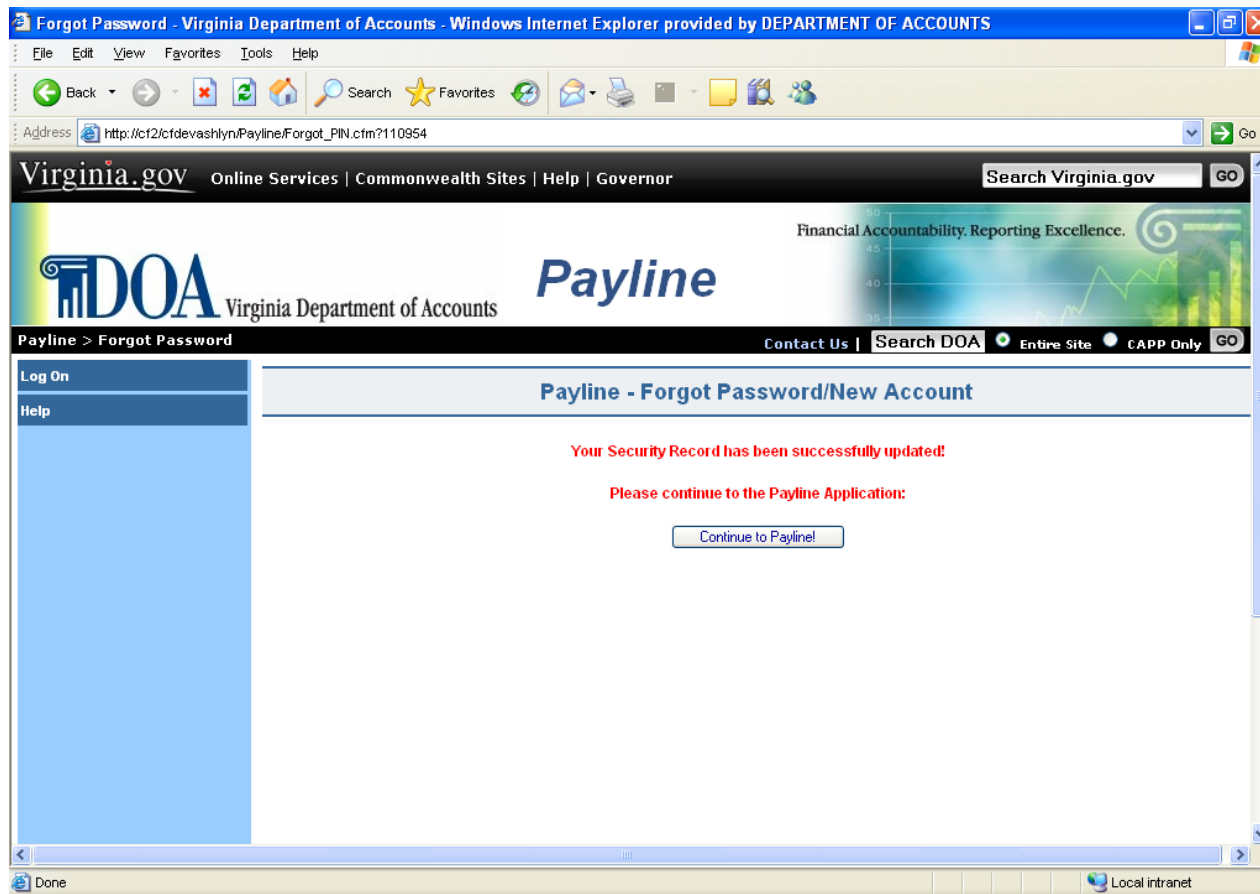 Forgot Password - Virginia Department of Accounts - Windows Internet Explorer provided by DEPARTMENT OF ACCOUNTS
File Edit View Favorites Tools Help
Back Search Favorites
Address http://cf2/cfdevashlyn/Payline/Forgot_PIN.cfm?110954 Go
Virginia.gov Online Services | Commonwealth Sites | Help | Governor Search Virginia.gov GO
50
Financial Accountability. Reporting Excellence.
45
40
35
DOA Virginia Department of Accounts
Payline
Payline > Forgot Password Contact Us | Search DOA Entire Site CAPP Only GO
Log On
Help
Payline - Forgot Password/New Account
Your Security Record has been successfully updated!
Please continue to the Payline Application:
Continue to Payline!
Done Local intranet